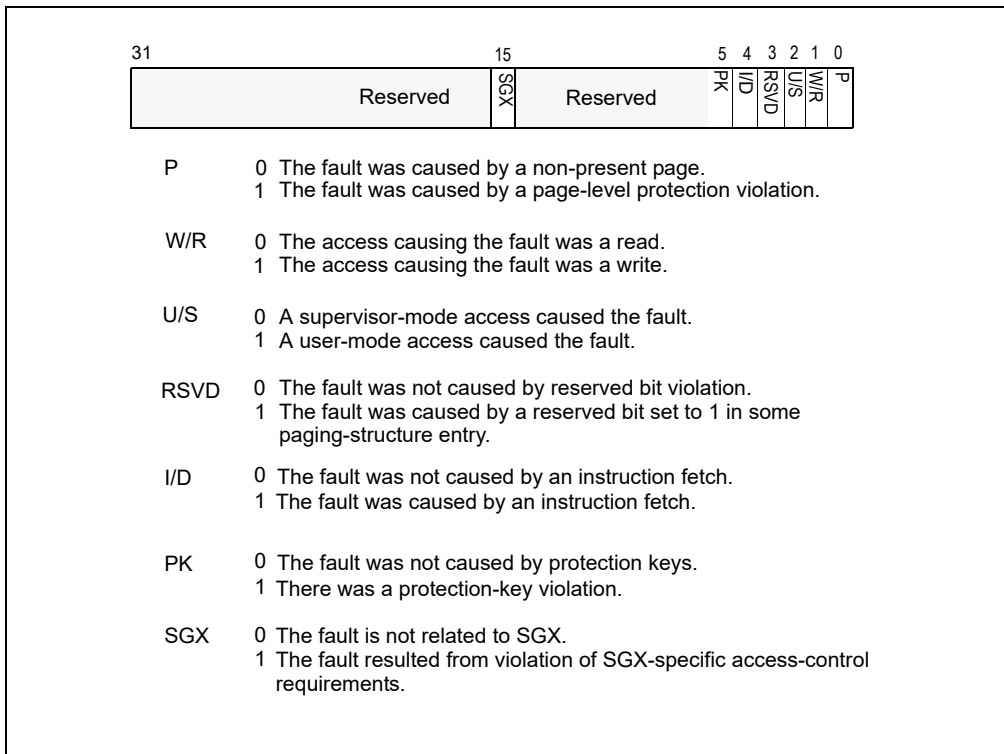 31 15 5 4 3 2 1 0
Reserved SGX Reserved PK I/D RSVD U/S W/R P
P 0 The fault was caused by a non-present page.
1 The fault was caused by a page-level protection violation.
W/R 0 The access causing the fault was a read.
1 The access causing the fault was a write.
U/S 0 A supervisor-mode access caused the fault.
1 A user-mode access caused the fault.
RSVD 0 The fault was not caused by reserved bit violation.
1 The fault was caused by a reserved bit set to 1 in some
paging-structure entry.
I/D 0 The fault was not caused by an instruction fetch.
1 The fault was caused by an instruction fetch.
PK 0 The fault was not caused by protection keys.
1 There was a protection-key violation.
SGX 0 The fault is not related to SGX.
1 The fault resulted from violation of SGX-specific access-control
requirements.